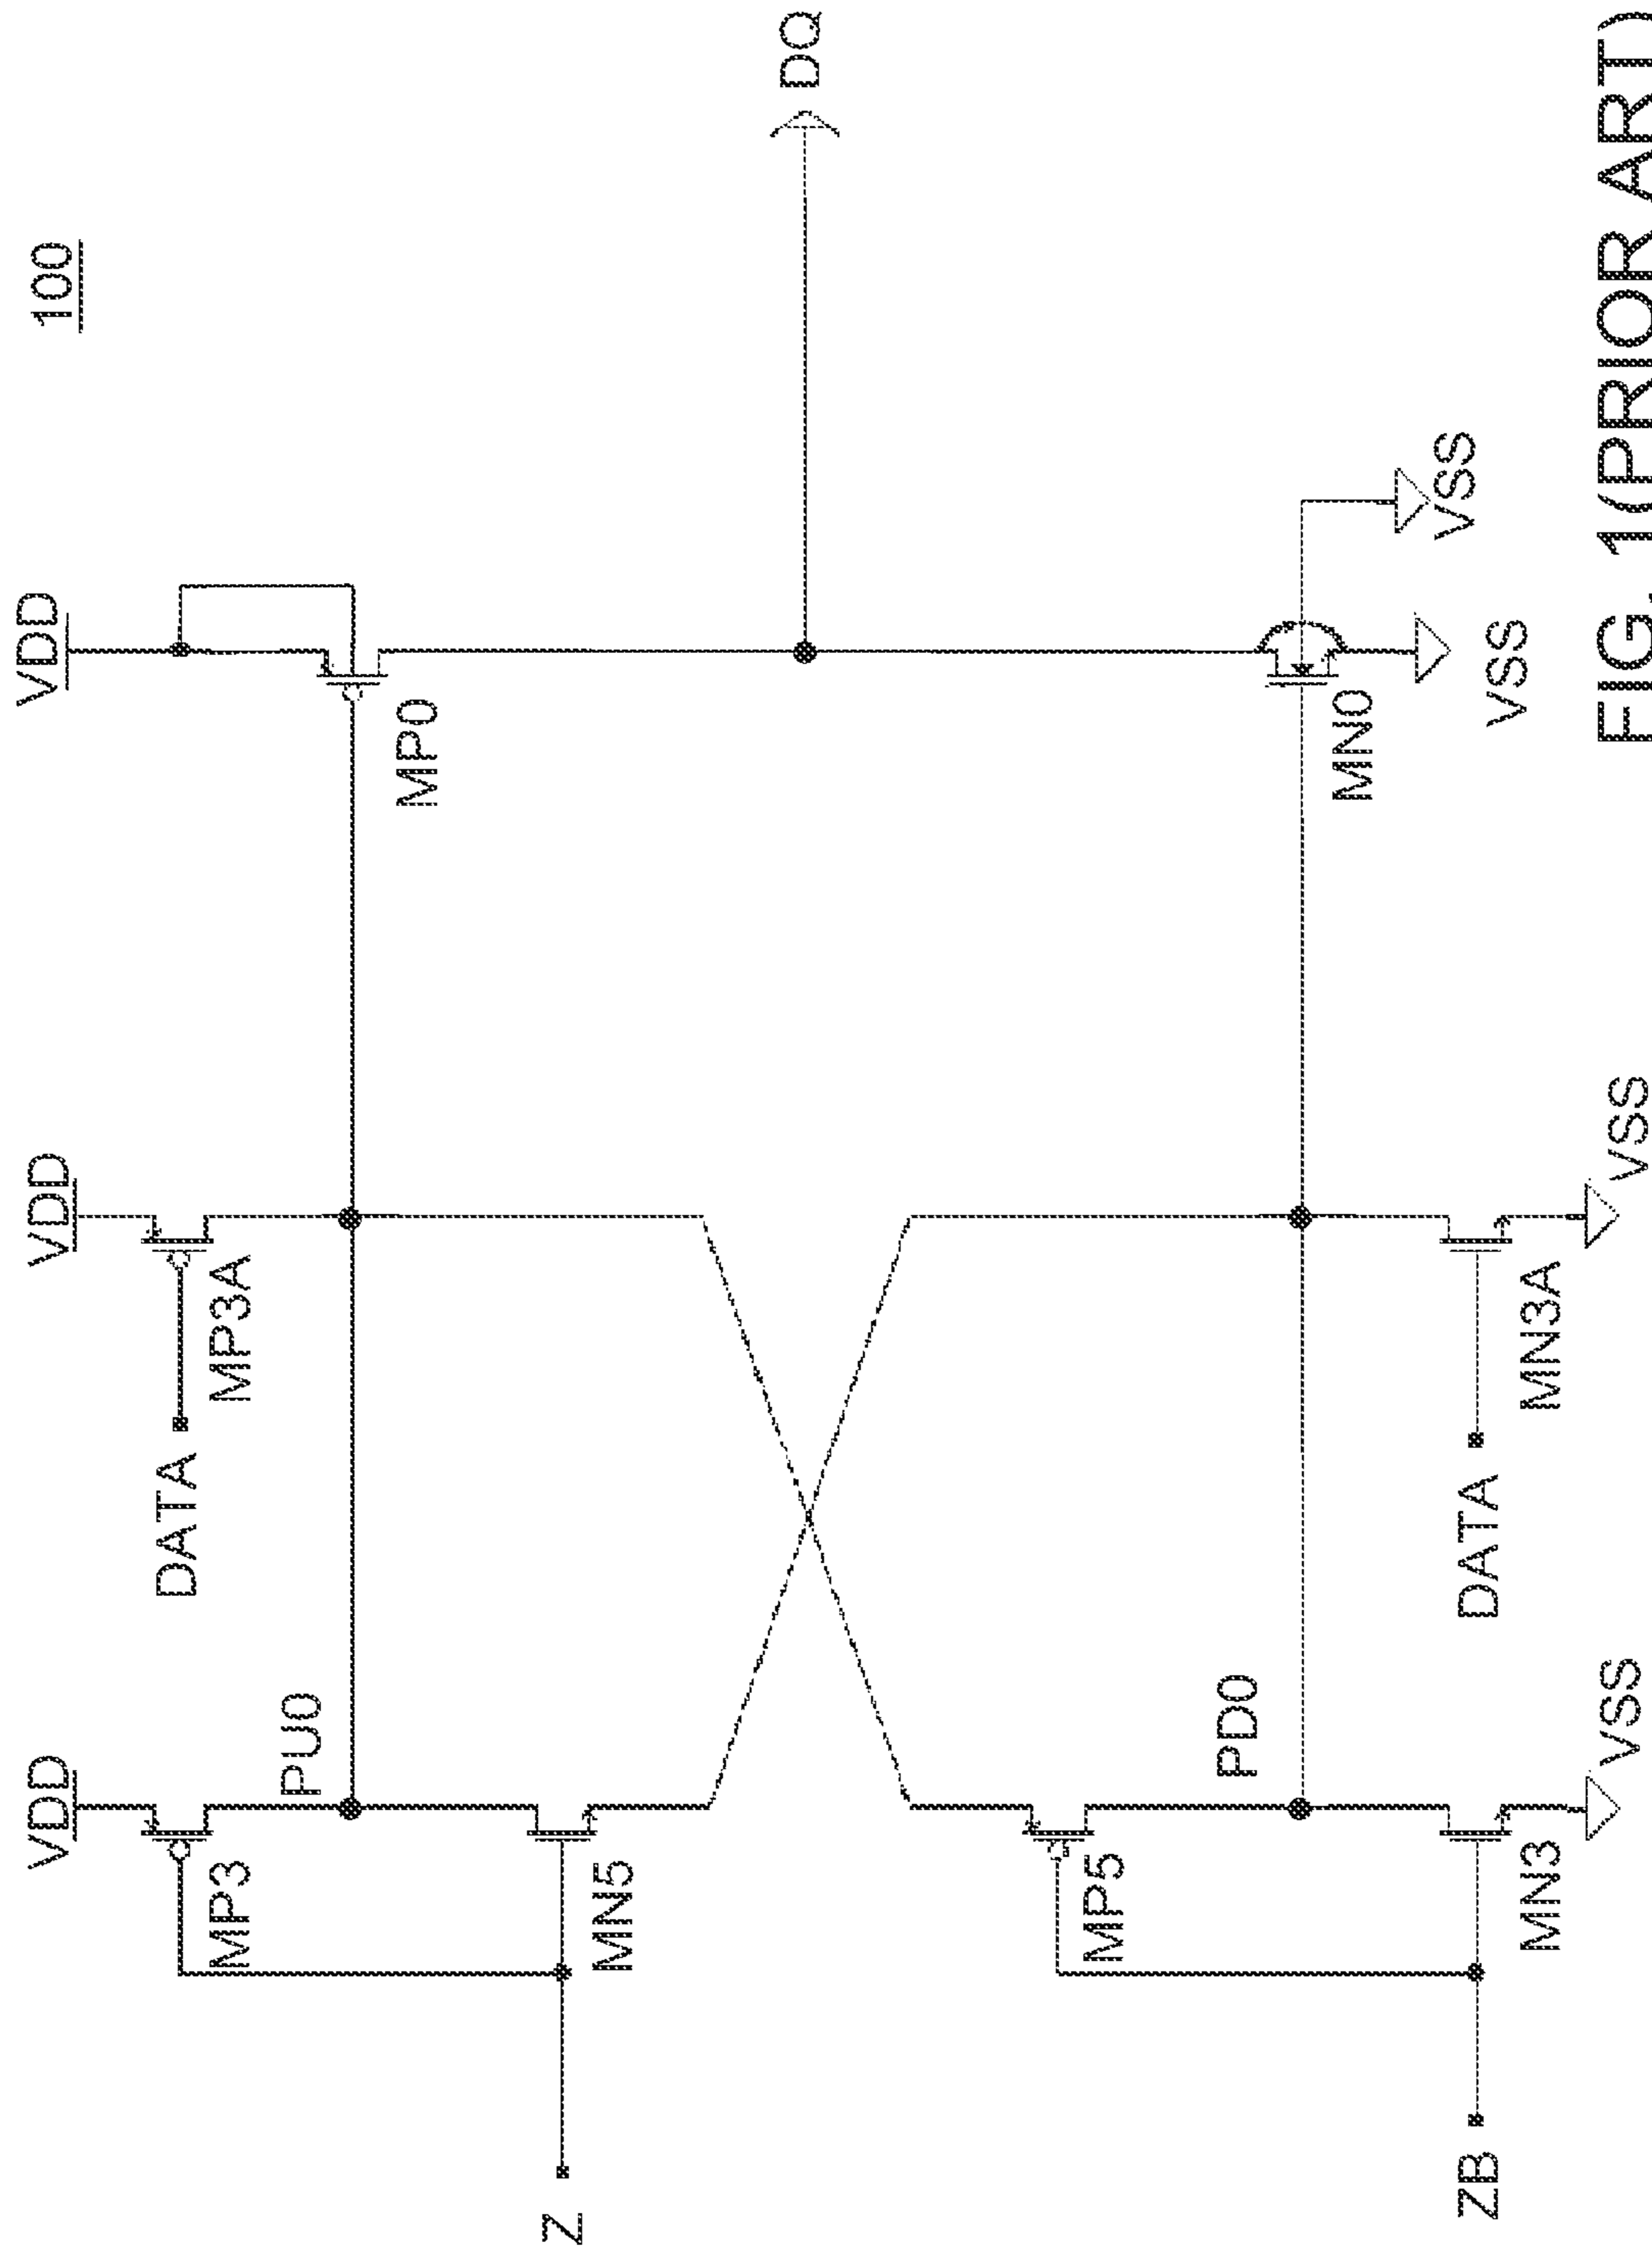 100
VDD
VDD
VDD
MP3
PU0
DATA
MP3A
MP0
Z
MN5
DQ
MP5
PD0
ZB
MN3
DATA
MN3A
MN0
VSS
VSS
VSS
VSS
FIG. 1(PRIOR ART)